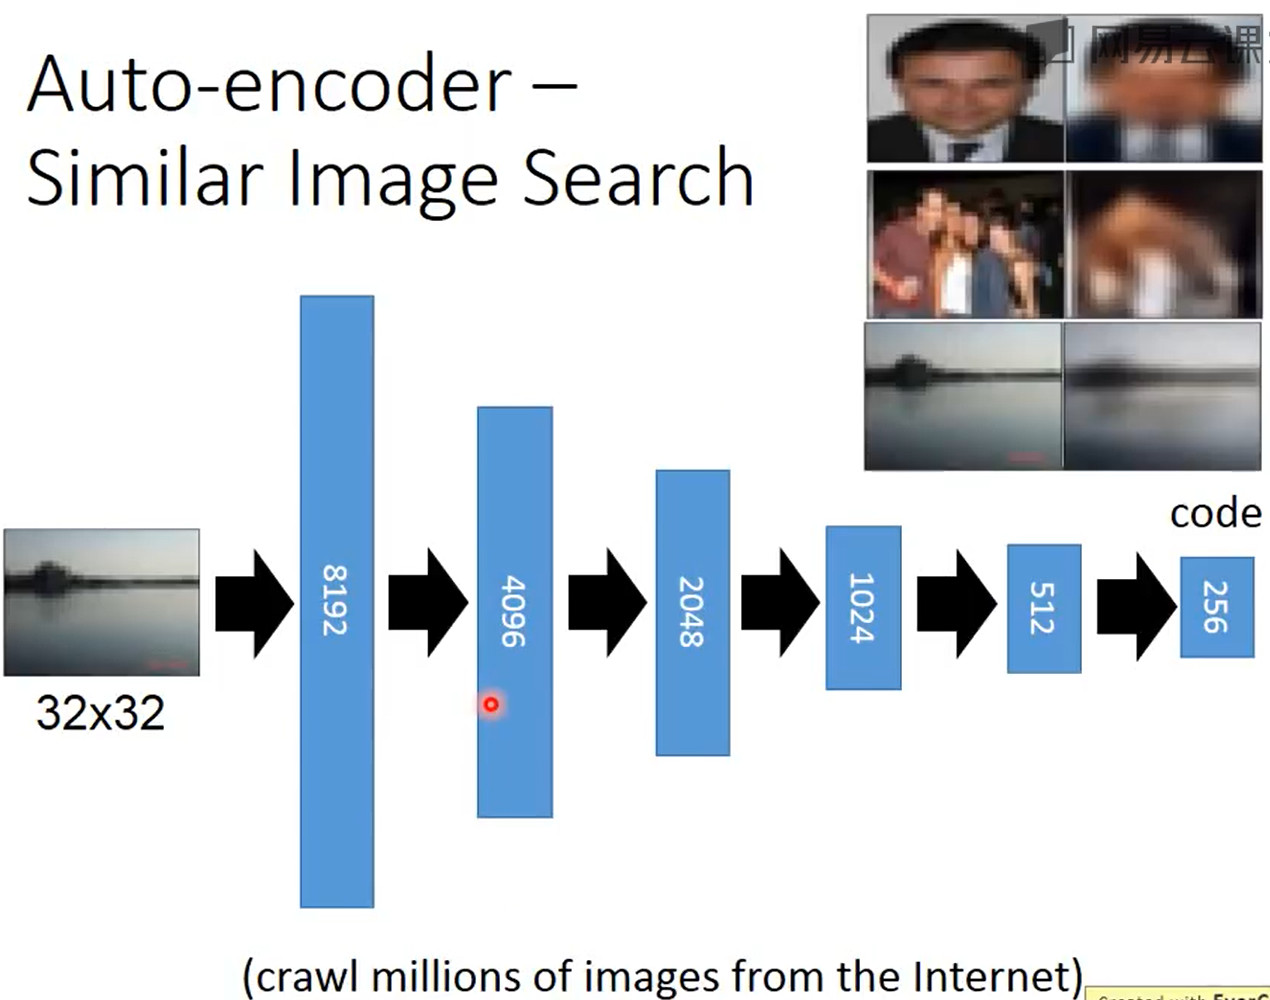 Auto-encoder –
Similar Image Search
网易云课
code
8192
4096
2048
1024
512
256
32x32
(crawl millions of images from the Internet)
Created with